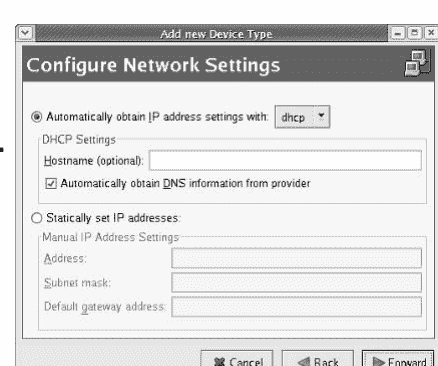 Add new Device Type
Configure Network Settings
Automatically obtain IP address settings with: dhcp
DHCP Settings
Hostname (optional):
Automatically obtain DNS information from provider
Statically set IP addresses:
Manual IP Address Settings
Address:
Subnet mask:
Default gateway address:
Cancel Back Forward